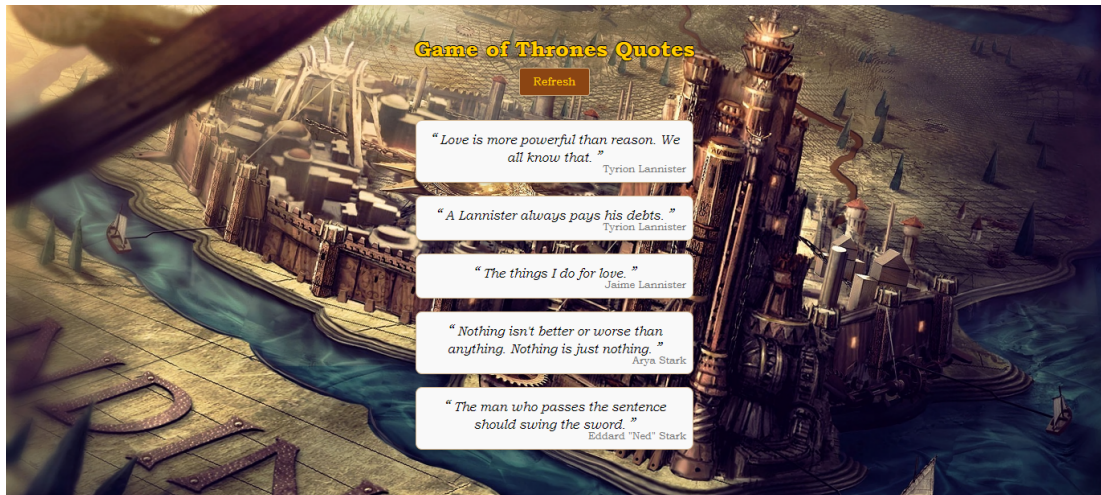 Game of Thrones Quotes
Refresh
“ Love is more powerful than reason. We
all know that. ”
Tyrion Lannister
“ A Lannister always pays his debts. ”
Tyrion Lannister
“ The things I do for love. ”
Jaime Lannister
“ Nothing isn't better or worse than
anything. Nothing is just nothing. ”
Arya Stark
“ The man who passes the sentence
should swing the sword. ”
Eddard "Ned" Stark